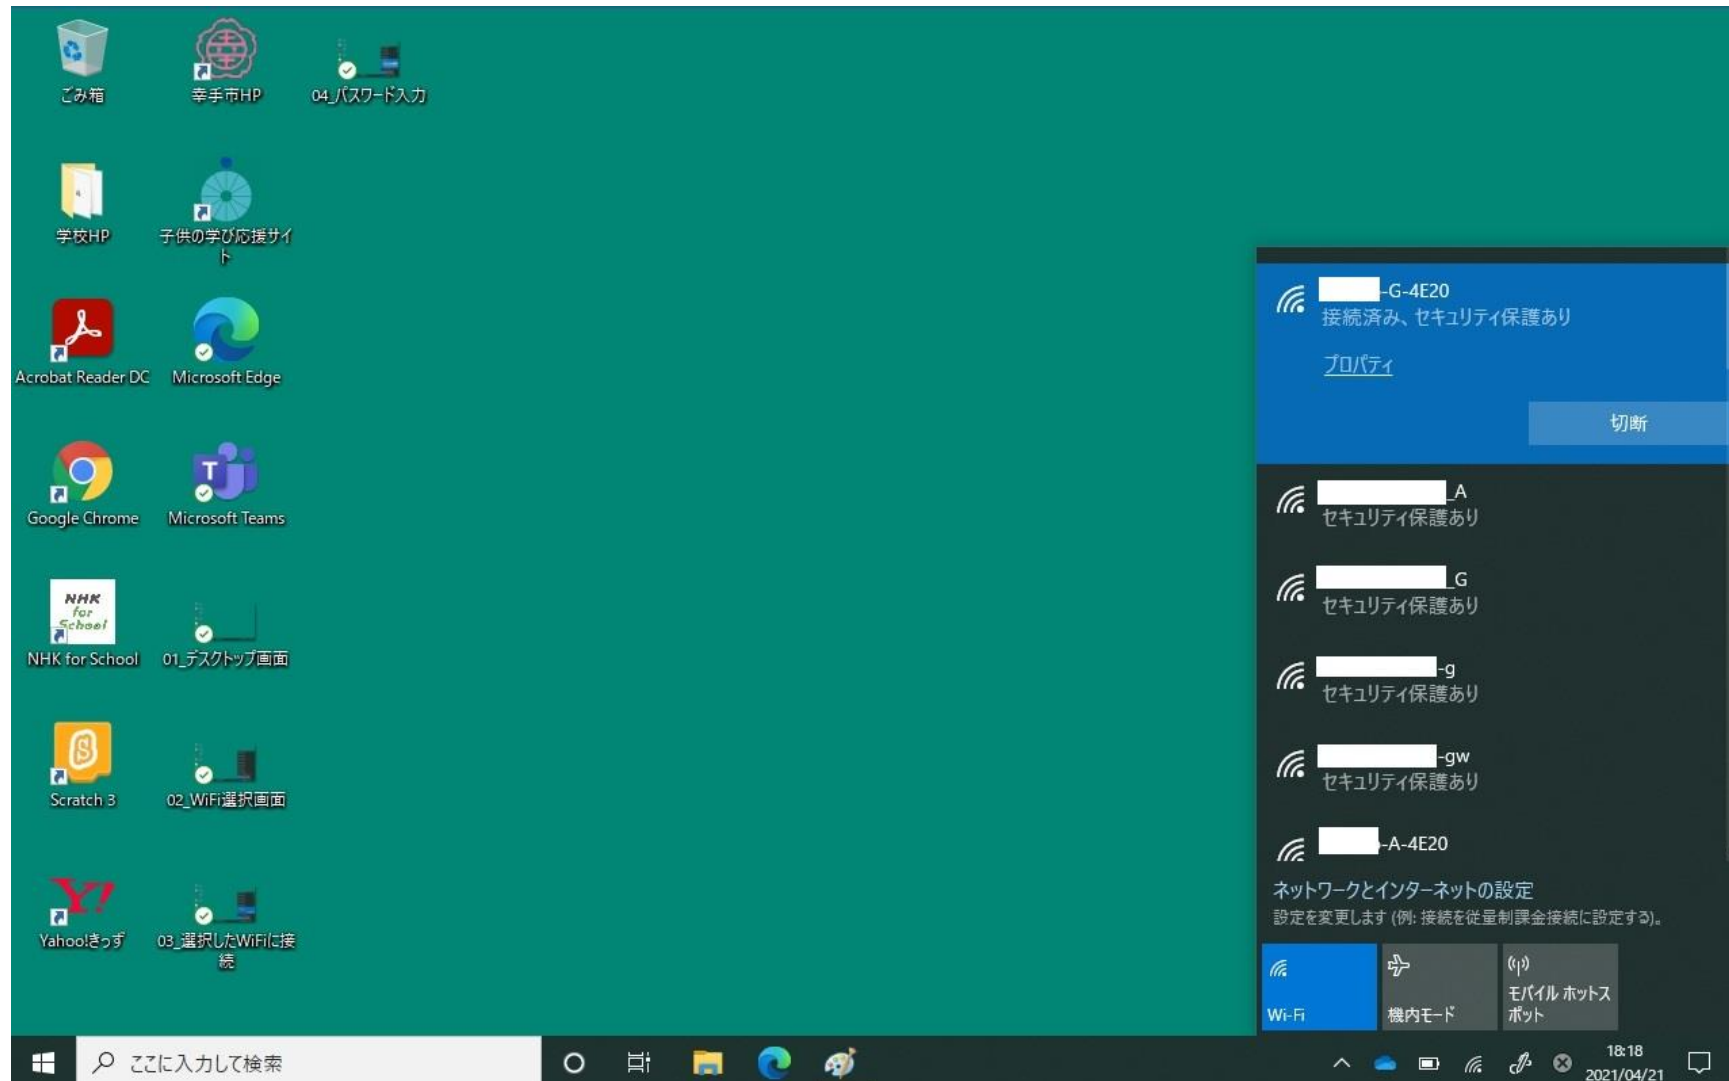 ごみ箱
幸手市HP
04_パスワード入力
学校HP
子供の学び応援サイ
ト
Acrobat Reader DC
Microsoft Edge
Google Chrome
T
Microsoft Teams
NHK
for
School
NHK for School
01_デスクトップ画面
S
Scratch 3
02_WiFi選択画面
Y!
Yahoo!きっず
03_選択したWiFiに接
続
-G-4E20
接続済み、セキュリティ保護あり
プロパティ
切断
_A
セキュリティ保護あり
_G
セキュリティ保護あり
-g
セキュリティ保護あり
-gw
セキュリティ保護あり
-A-4E20
ネットワークとインターネットの設定
設定を変更します (例: 接続を従量制課金接続に設定する)。
Wi-Fi
機内モード
モバイル ホットス
ポット
ここに入力して検索
18:18
2021/04/21